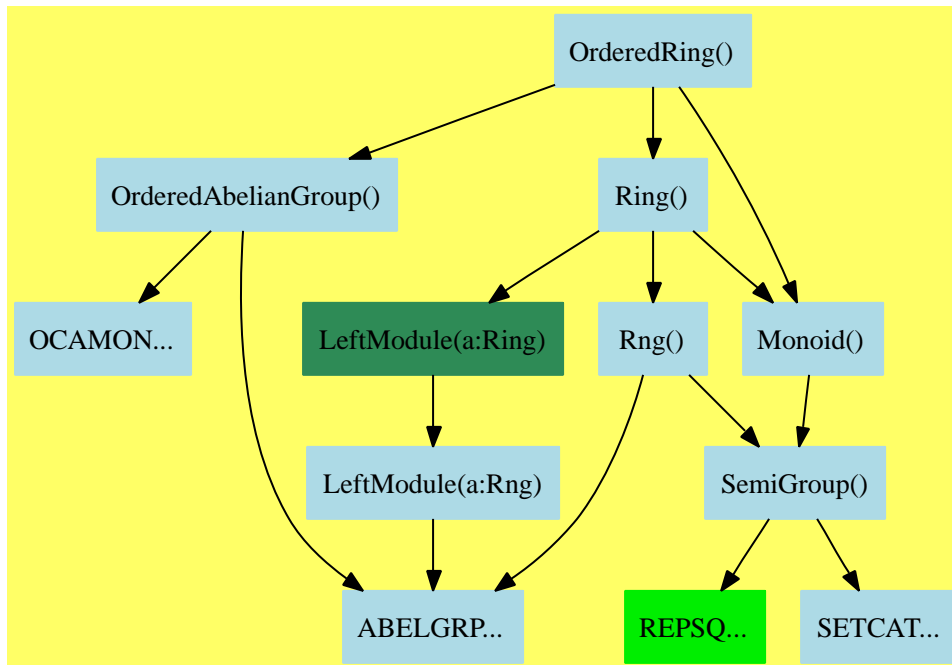 OrderedRing()
OrderedAbelianGroup()
Ring()
OCAMON...
LeftModule(a:Ring)
Rng()
Monoid()
LeftModule(a:Rng)
SemiGroup()
ABELGRP...
REPSQ...
SETCAT...